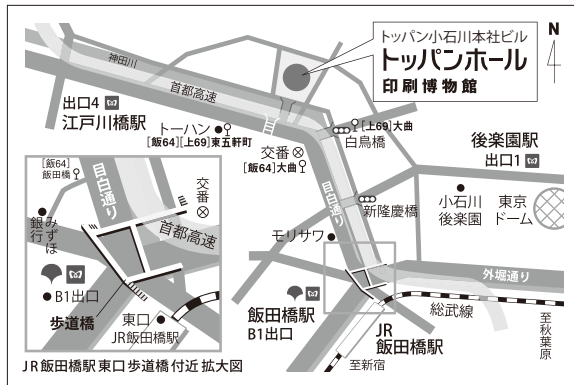 トッパン小石川本社ビル
トッパンホール
印刷博物館
N
神田川
首都高速
出口4
江戸川橋駅
トーハン
[飯64][上69]東五軒町
[上69]大曲
白鳥橋
交番
[飯64]大曲
後楽園駅
出口1
目白通り
小石川
後楽園
東京
ドーム
新隆慶橋
モリサワ
外堀通り
飯田橋駅
B1出口
総武線
JR
飯田橋駅
至新宿
至秋葉原
[飯64]
飯田橋
目白通り
交番
みずほ
銀行
首都高速
B1出口
歩道橋
東口
JR飯田橋駅
JR飯田橋駅東口歩道橋付近拡大図